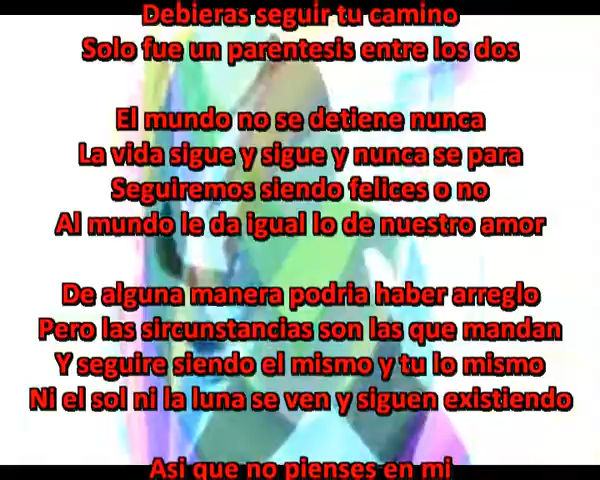 Debieras seguir tu camino
Solo fue un parentesis entre los dos
El mundo no se detiene nunca
La vida sigue y sigue y nunca se para
Seguiremos siendo felices o no
Al mundo le da igual lo de nuestro amor
De alguna manera podria haber arreglo
Pero las sircunstancias son las que mandan
Y seguire siendo el mismo y tu lo mismo
Ni el sol ni la luna se ven y siguen existiendo
Asi que no pienses en mi